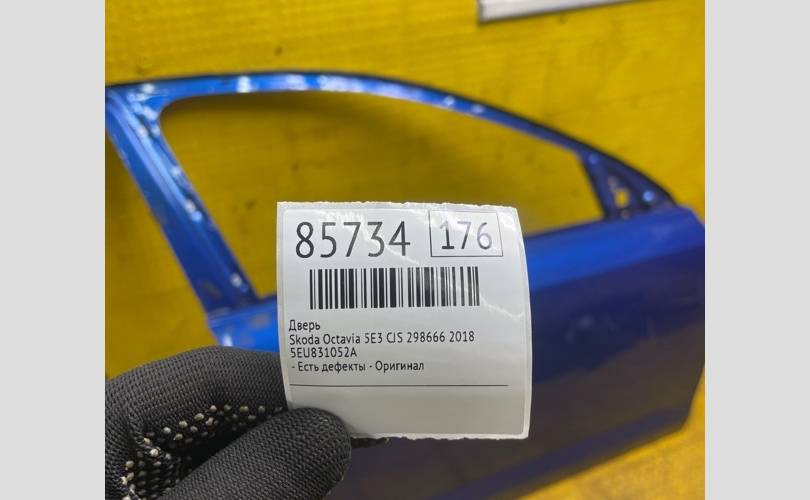 85734 176
Дверь
Skoda Octavia 5E3 CJS 298666 2018
5EU831052A
- Есть дефекты - Оригинал